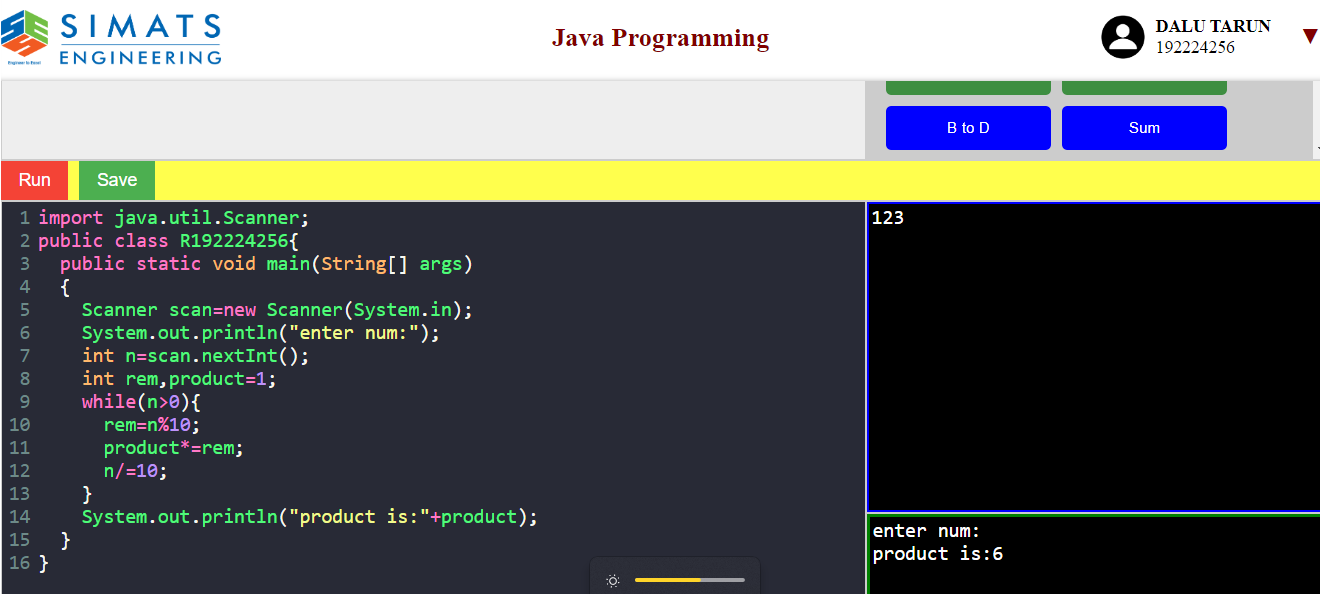 SIMATS
ENGINEERING
Engineer to Excel
Java Programming
DALU TARUN
192224256
▼
B to D
Sum
Run
Save
1 import java.util.Scanner;
2 public class R192224256{
3   public static void main(String[] args)
4   {
5     Scanner scan=new Scanner(System.in);
6     System.out.println("enter num:");
7     int n=scan.nextInt();
8     int rem,product=1;
9     while(n>0){
10       rem=n%10;
11       product*=rem;
12       n/=10;
13     }
14     System.out.println("product is:"+product);
15   }
16 }
123
enter num:
product is:6